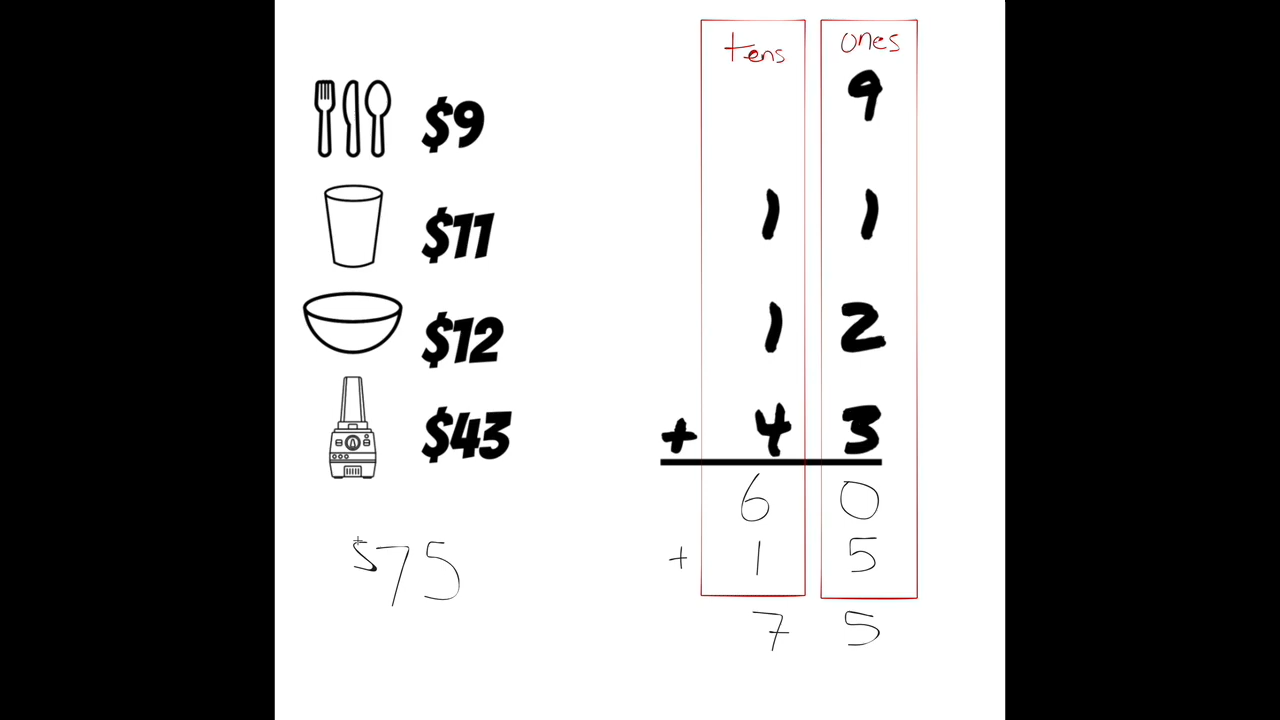 tens ones
$9 9
$11 1 1
$12 1 2
$43 + 4 3
6 0
$75 + 1 5
7 5